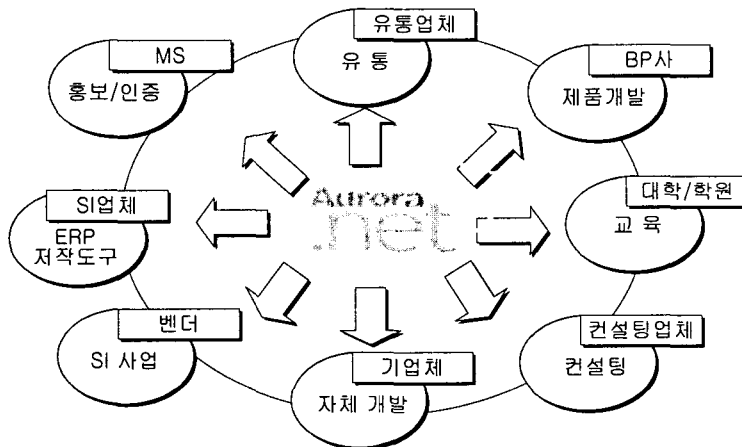 유통업체
유 통
MS
홍보/인증
BP사
제품개발
SI업체
ERP
저작도구
Aurora
.net
대학/학원
교 육
벤더
SI 사업
기업체
자체 개발
컨설팅업체
컨설팅